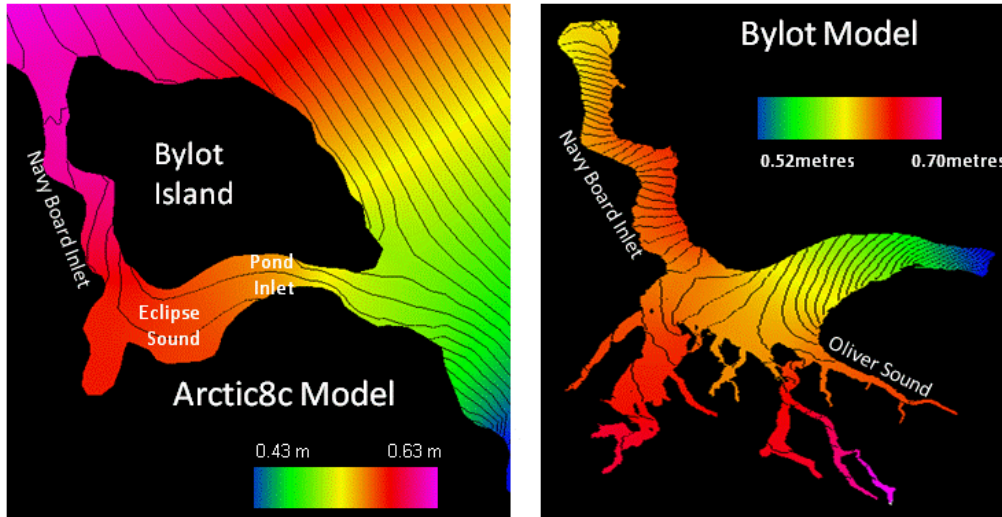 Bylot
Island
Navy Board Inlet
Pond
Inlet
Eclipse
Sound
Arctic8c Model
0.43 m 0.63 m
Bylot Model
0.52metres 0.70metres
Navy Board Inlet
Oliver Sound